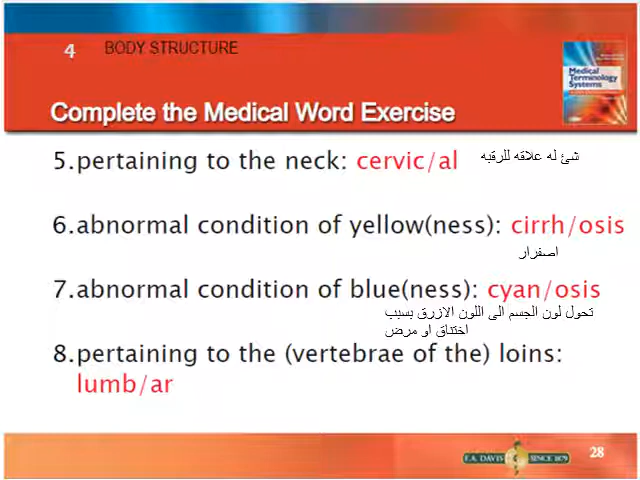 4 BODY STRUCTURE
Medical
Terminology
Systems
Complete the Medical Word Exercise
5.pertaining to the neck: cervic/al شئ له علاقه للرقبه
6.abnormal condition of yellow(ness): cirrh/osis
اصفرار
7.abnormal condition of blue(ness): cyan/osis
تحول لون الجسم الى اللون الازرق بسبب
اختناق او مرض
8.pertaining to the (vertebrae of the) loins:
lumb/ar
F.A. DAVIS SINCE 1879 28